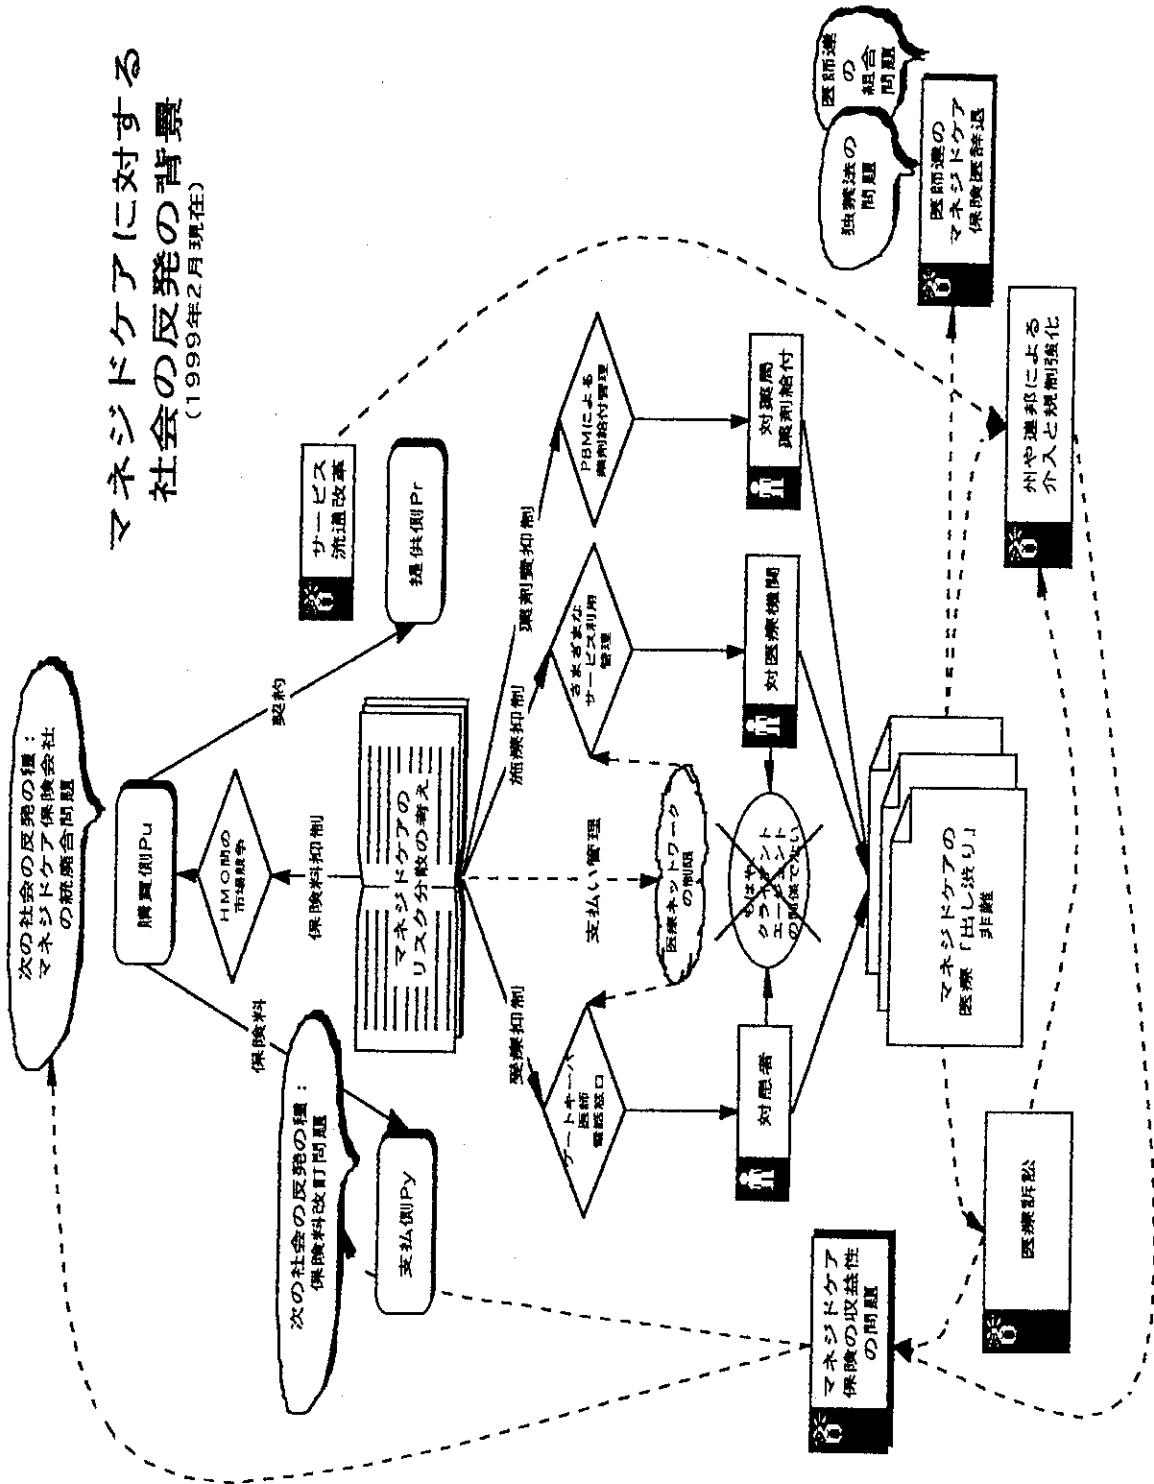 マネジドケアに対する
社会の反発の背景
(1999年2月現在)
次の社会の反発の種：
マネジドケア保険会社
の統廃合問題
購買側Pu
契約
提供側Pr
サービス
流通改革
HMO間の
市場競争
保険料
保険料抑制
次の社会の反発の種：
保険料改訂問題
支払側Py
マネジドケアの
リスク分散の考え
受療抑制
支払い管理
施療抑制
薬剤費抑制
ゲートキーパ
医師
電話窓口
医療ネットワーク
の制限
さまざまな
サービス利用
管理
PBMによる
薬剤給付管理
対患者
もはや
クライアント
エージェント
の関係でない
対医療機関
対薬局
薬剤給付
マネジドケアの
医療「出し渋り」
非難
マネジドケア
保険の収益性
の問題
医療訴訟
州や連邦による
介入と規制強化
医師達の
マネジドケア
保険医辞退
独禁法の
問題
医師達
の
組合
問題